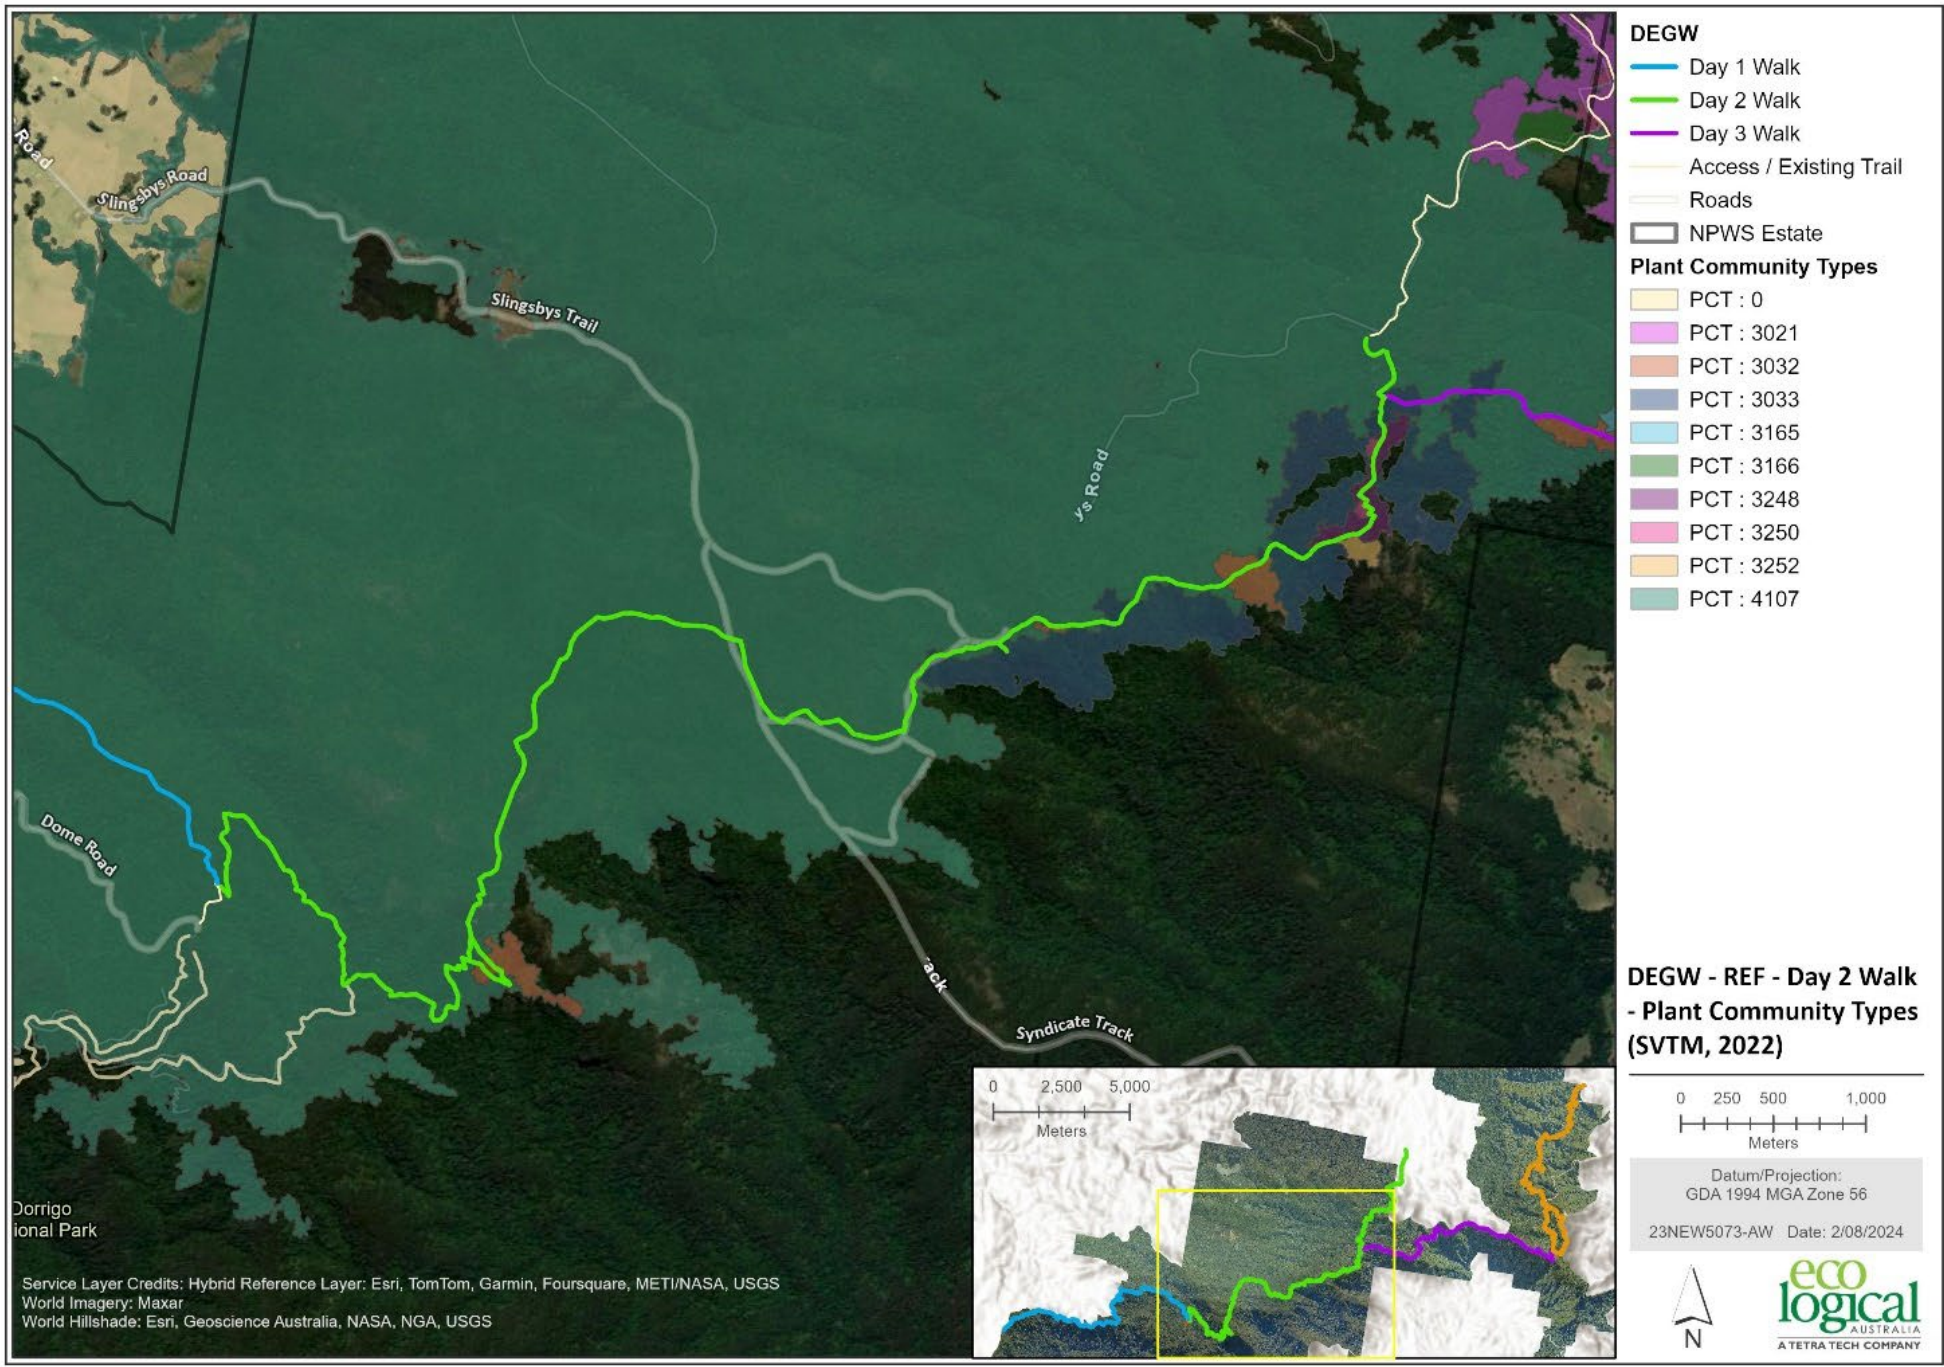 Road
Slingsbys Road
Slingsbys Trail
ys Road
Dome Road
ack
Syndicate Track
Dorrigo
ional Park
Service Layer Credits: Hybrid Reference Layer: Esri, TomTom, Garmin, Foursquare, METI/NASA, USGS
World Imagery: Maxar
World Hillshade: Esri, Geoscience Australia, NASA, NGA, USGS
0 2,500 5,000
Meters
DEGW
Day 1 Walk
Day 2 Walk
Day 3 Walk
Access / Existing Trail
Roads
NPWS Estate
Plant Community Types
PCT : 0
PCT : 3021
PCT : 3032
PCT : 3033
PCT : 3165
PCT : 3166
PCT : 3248
PCT : 3250
PCT : 3252
PCT : 4107
DEGW - REF - Day 2 Walk
- Plant Community Types
(SVTM, 2022)
0 250 500 1,000
Meters
Datum/Projection:
GDA 1994 MGA Zone 56
23NEW5073-AW Date: 2/08/2024
N
eco
logical
AUSTRALIA
A TETRA TECH COMPANY